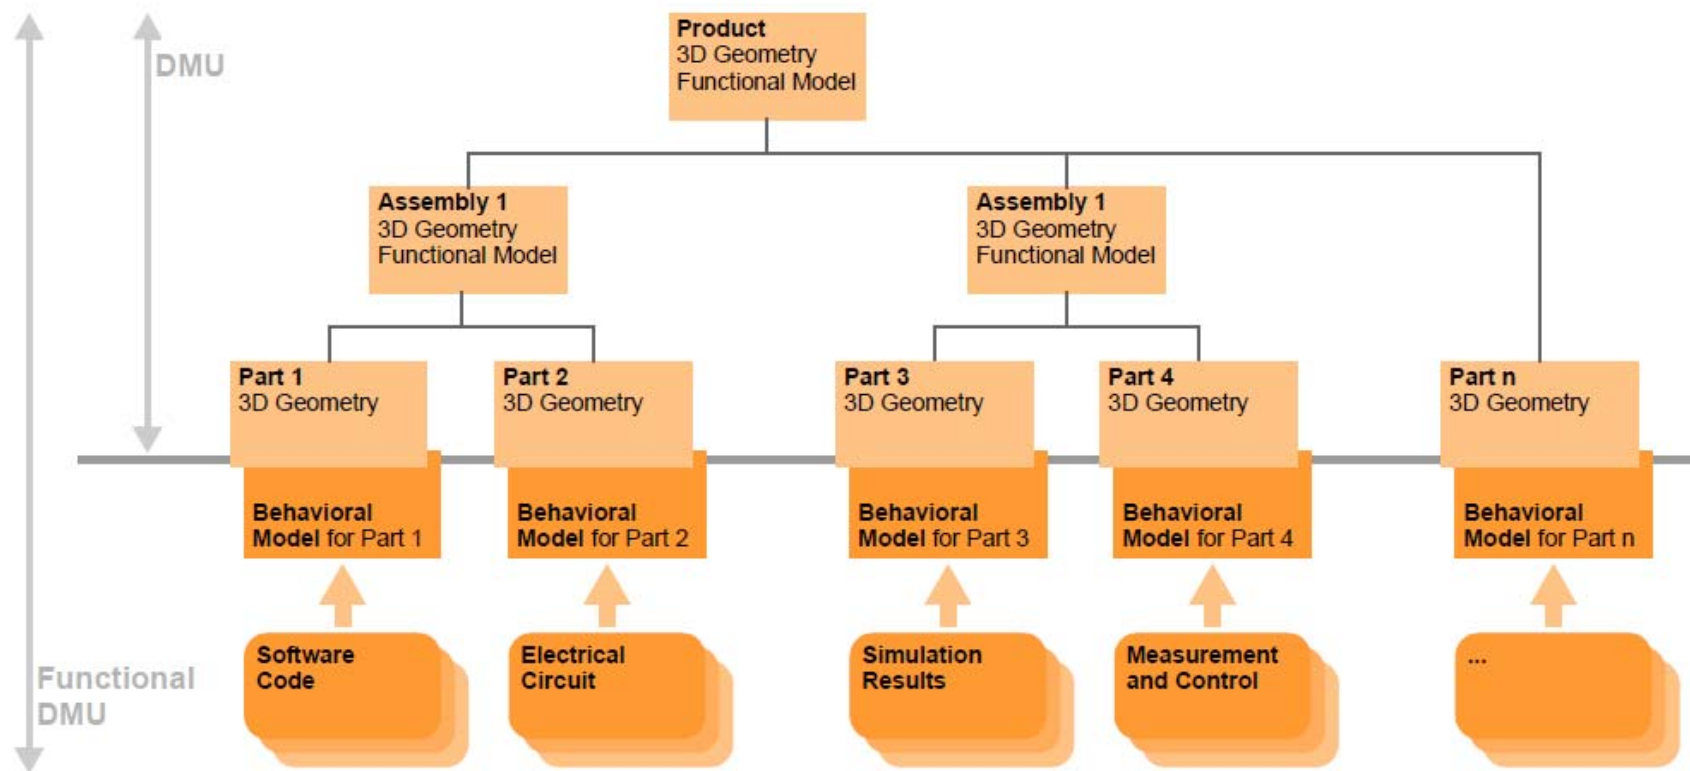 DMU
Product
3D Geometry
Functional Model
Assembly 1
3D Geometry
Functional Model
Assembly 1
3D Geometry
Functional Model
Part 1
3D Geometry
Part 2
3D Geometry
Part 3
3D Geometry
Part 4
3D Geometry
Part n
3D Geometry
Behavioral
Model for Part 1
Behavioral
Model for Part 2
Behavioral
Model for Part 3
Behavioral
Model for Part 4
Behavioral
Model for Part n
Functional
DMU
Software
Code
Electrical
Circuit
Simulation
Results
Measurement
and Control
...